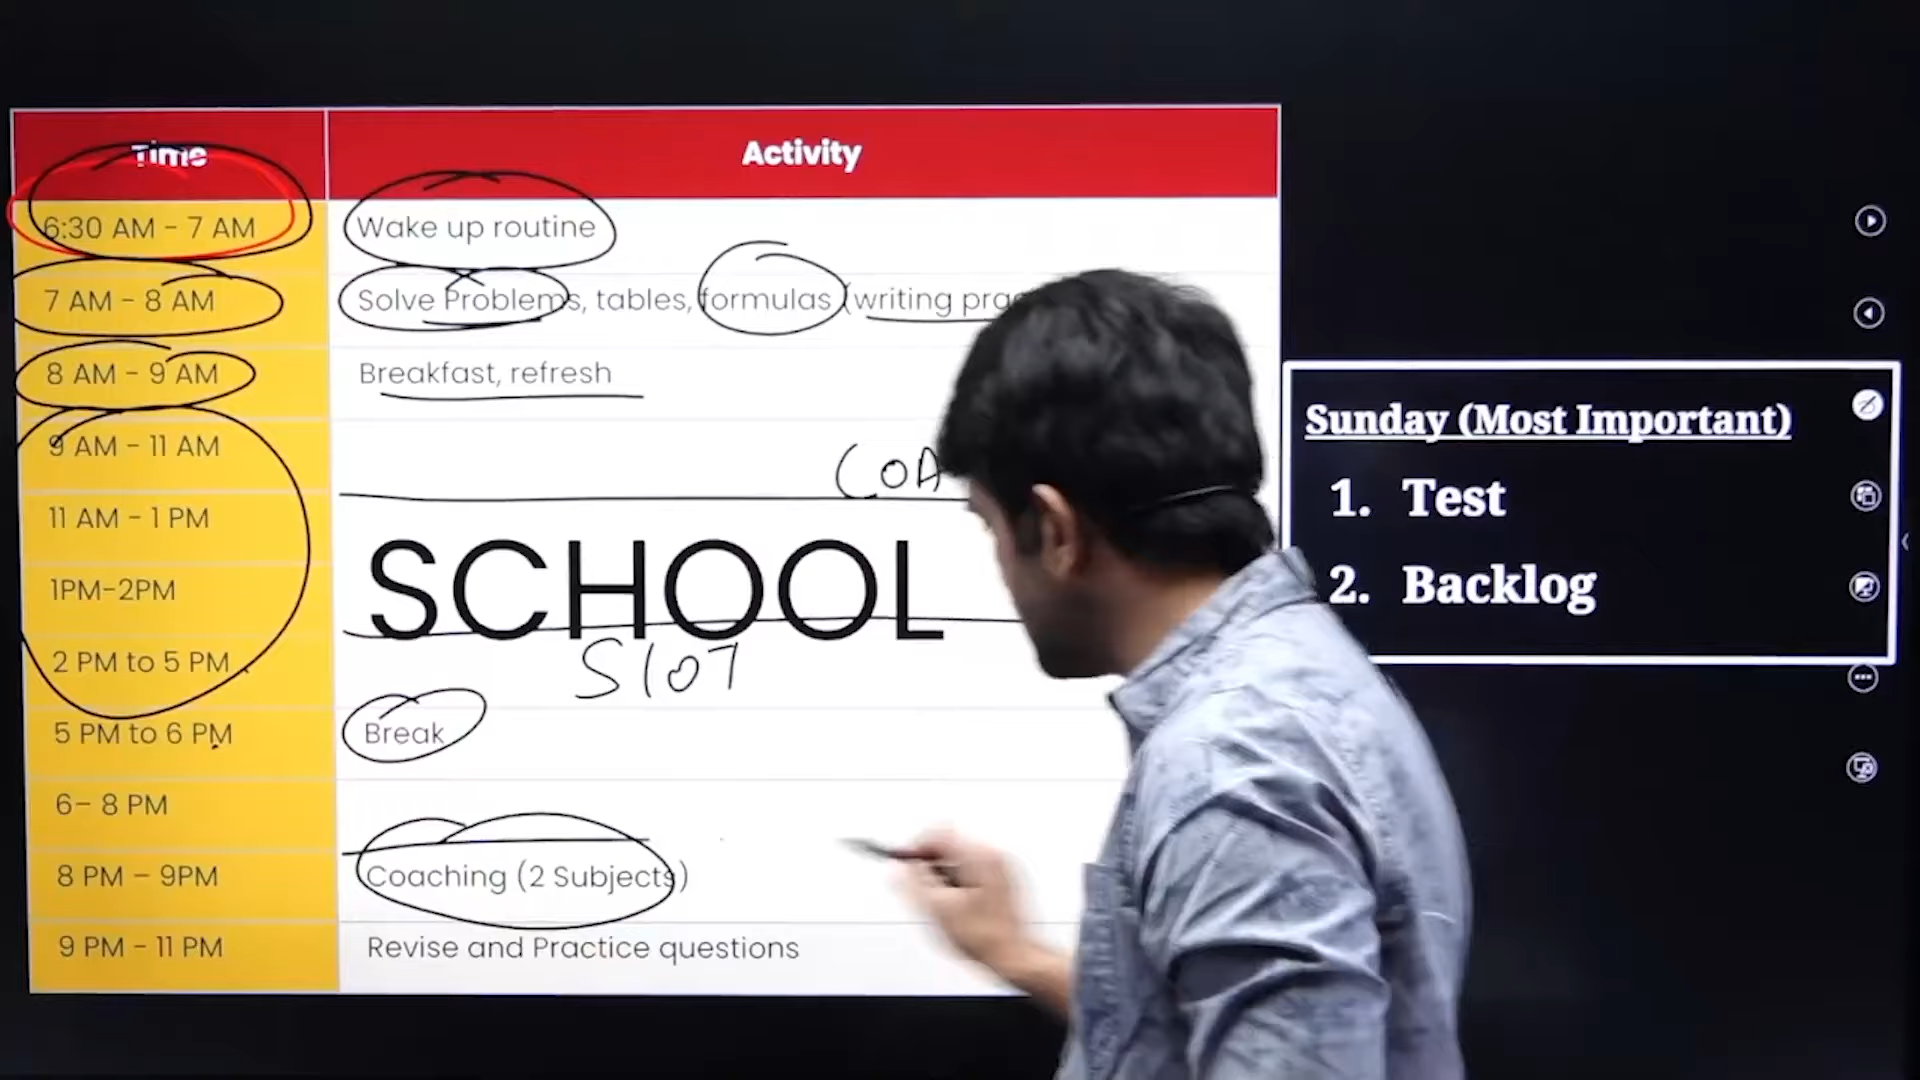 Time Activity
6:30 AM - 7 AM Wake up routine
7 AM - 8 AM Solve Problems, tables, formulas (writing
8 AM - 9 AM Breakfast, refresh
9 AM - 11 AM
COA
11 AM - 1 PM
SCHOOL
1PM-2PM
2 PM to 5 PM
SLOT
5 PM to 6 PM Break
6– 8 PM
8 PM – 9PM Coaching (2 Subjects)
9 PM - 11 PM Revise and Practice questions
Sunday (Most Important)
1. Test
2. Backlog